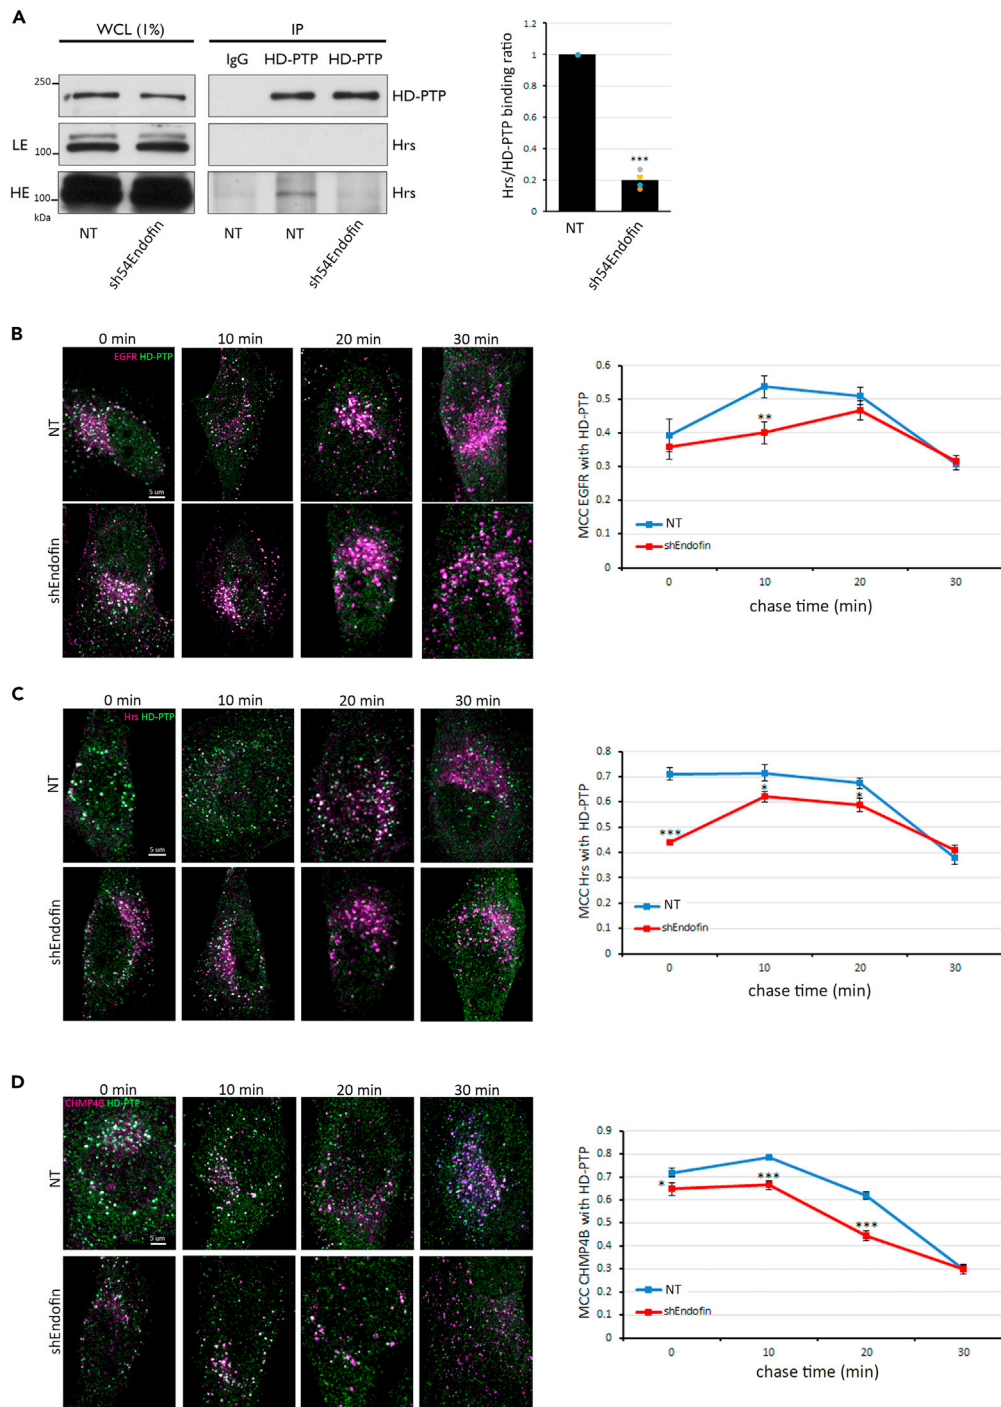 A
WCL (1%)
IP
IgG HD-PTP HD-PTP
250
HD-PTP
LE
100
Hrs
HE
100
Hrs
kDa
NT
sh54Endofin
NT
NT
sh54Endofin
Hrs/HD-PTP binding ratio
1.2
1
0.8
0.6
0.4
0.2
0
***
NT
sh54Endofin
B
0 min 10 min 20 min 30 min
EGFR HD-PTP
NT
5 um
shEndofin
MCC EGFR with HD-PTP
0.6
0.5
0.4
0.3
0.2
0.1
0
**
NT
shEndofin
0 10 20 30
chase time (min)
C
0 min 10 min 20 min 30 min
Hrs HD-PTP
NT
5 um
shEndofin
MCC Hrs with HD-PTP
0.8
0.7
0.6
0.5
0.4
0.3
0.2
0.1
0
***
*
*
NT
shEndofin
0 10 20 30
chase time (min)
D
0 min 10 min 20 min 30 min
CHMP4B HD-PTP
NT
5 um
shEndofin
MCC CHMP4B with HD-PTP
0.9
0.8
0.7
0.6
0.5
0.4
0.3
0.2
0.1
0
*
***
***
NT
shEndofin
0 10 20 30
chase time (min)